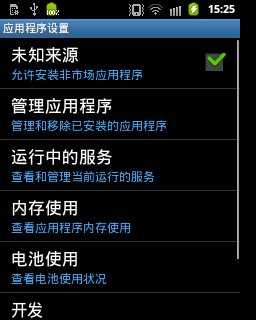 100%
15:25
应用程序设置
未知来源
允许安装非市场应用程序
管理应用程序
管理和移除已安装的应用程序
运行中的服务
查看和管理当前运行的服务
内存使用
查看应用程序内存使用
电池使用
查看电池使用状况
开发